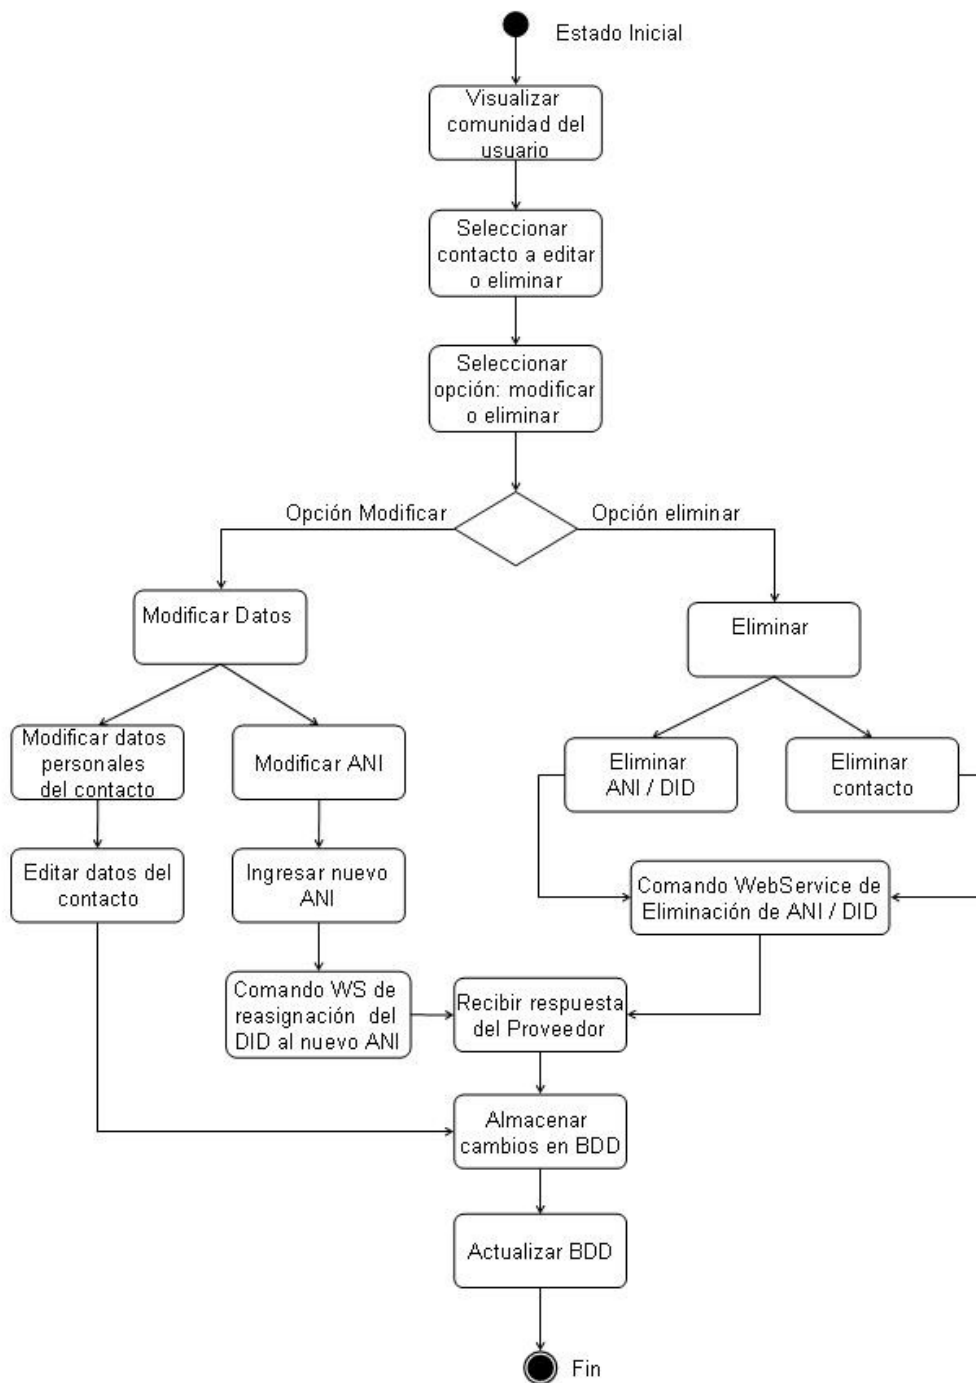 Estado Inicial
Visualizar
comunidad del
usuario
Seleccionar
contacto a editar
o eliminar
Seleccionar
opción: modificar
o eliminar
Opción Modificar
Opción eliminar
Modificar Datos
Eliminar
Modificar datos
personales
del contacto
Modificar ANI
Eliminar
ANI / DID
Eliminar
contacto
Editar datos del
contacto
Ingresar nuevo
ANI
Comando WebService de
Eliminación de ANI / DID
Comando WS de
reasignación del
DID al nuevo ANI
Recibir respuesta
del Proveedor
Almacenar
cambios en BDD
Actualizar BDD
Fin